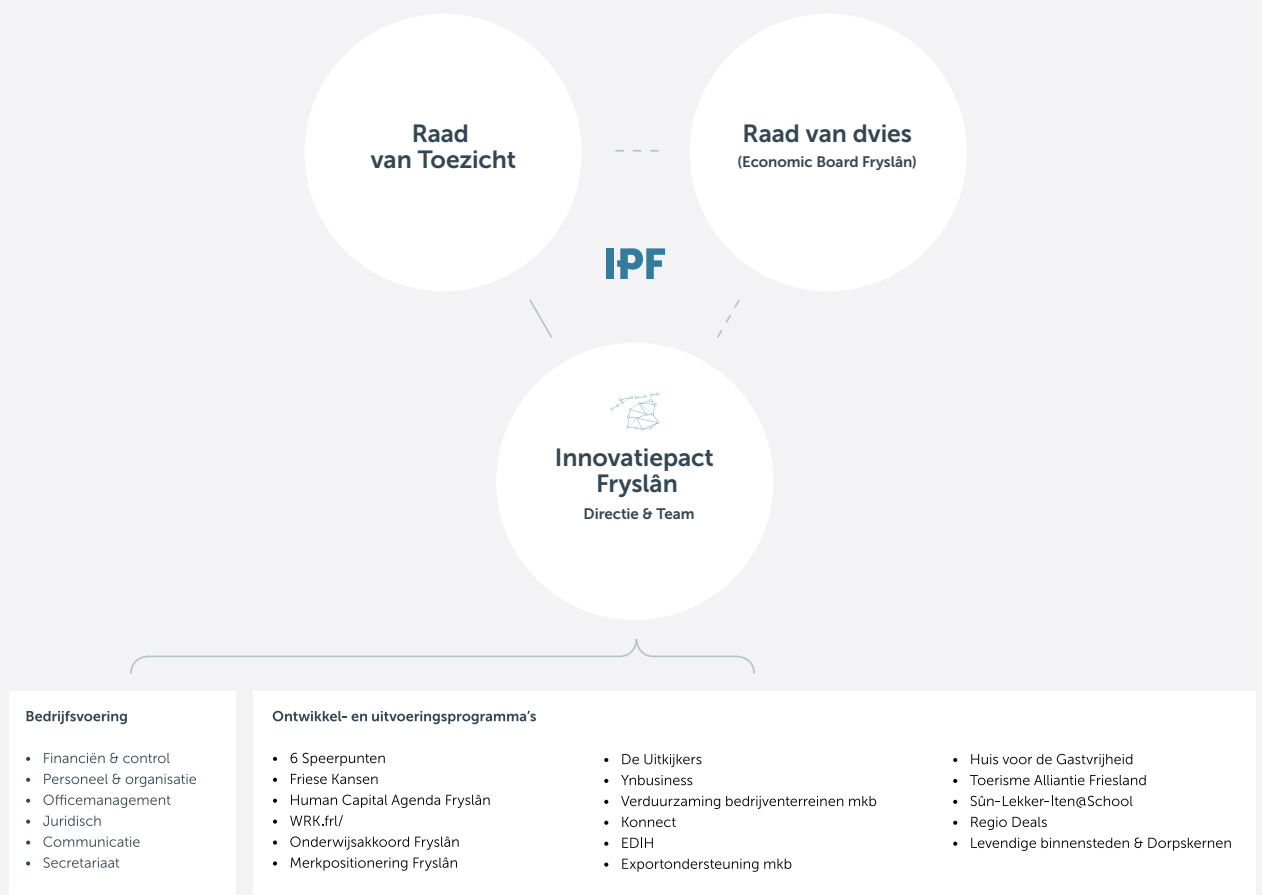 Raad
van Toezicht
Raad van dvies
(Economic Board Fryslân)
IPF
Innovatiepact
Fryslân
Directie & Team
Bedrijfsvoering
• Financiën & control
• Personeel & organisatie
• Officemanagement
• Juridisch
• Communicatie
• Secretariaat
Ontwikkel- en uitvoeringsprogramma's
• 6 Speerpunten
• Friese Kansen
• Human Capital Agenda Fryslân
• WRK.frl/
• Onderwijsakkoord Fryslân
• Merkpositionering Fryslân
• De Uitkijkers
• Ynbusiness
• Verduurzaming bedrijventerreinen mkb
• Konnect
• EDIH
• Exportondersteuning mkb
• Huis voor de Gastvrijheid
• Toerisme Alliantie Friesland
• Sûn-Lekker-Iten@School
• Regio Deals
• Levendige binnensteden & Dorpskernen